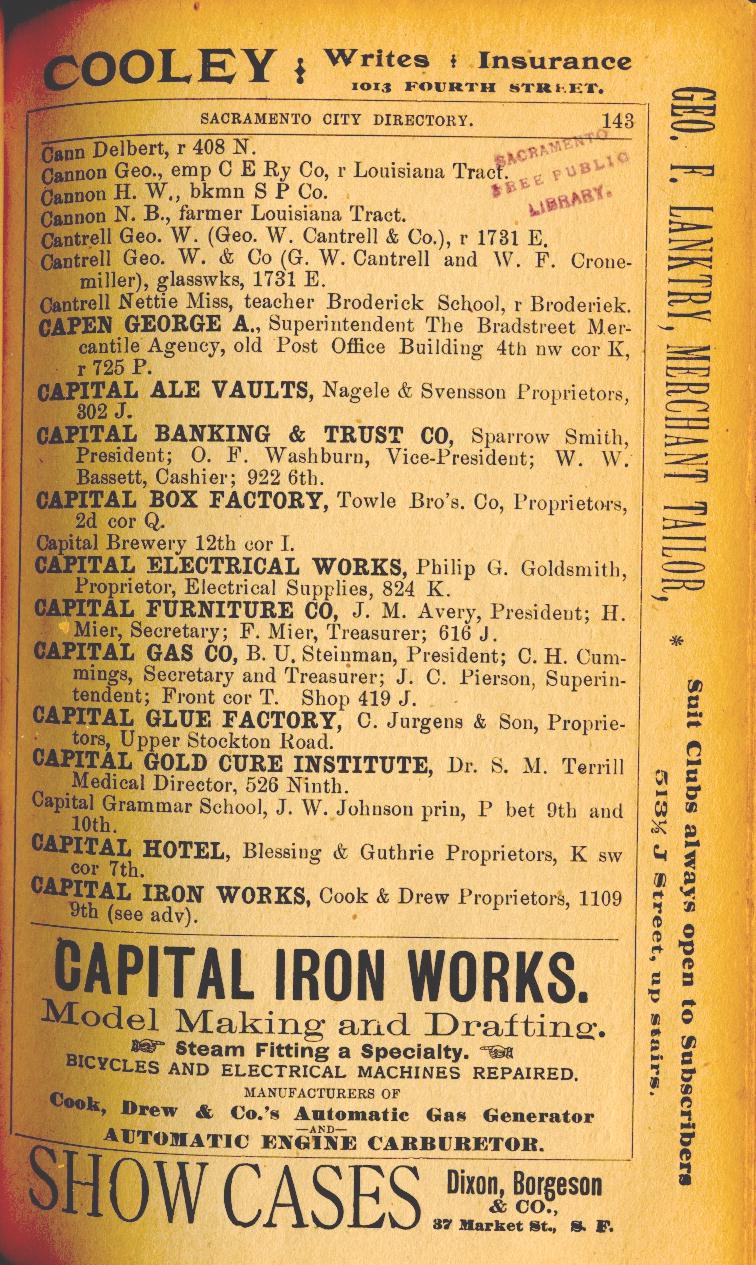 COOLEY : Writes : Insurance
1013 FOURTH STREET.
SACRAMENTO CITY DIRECTORY. 143
SACRAMENTO
FREE PUBLIC
LIBRARY.
Cann Delbert, r 408 N.
Cannon Geo., emp C E Ry Co, r Louisiana Tract.
Cannon H. W., bkmn S P Co.
Cannon N. B., farmer Louisiana Tract.
Cantrell Geo. W. (Geo. W. Cantrell & Co.), r 1731 E.
Cantrell Geo. W. & Co (G. W. Cantrell and W. F. Crone-
miller), glasswks, 1731 E.
Cantrell Nettie Miss, teacher Broderick School, r Broderiek.
CAPEN GEORGE A., Superintendent The Bradstreet Mer-
cantile Agency, old Post Office Building 4th nw cor K,
r 725 P.
CAPITAL ALE VAULTS, Nagele & Svensson Proprietors,
302 J.
CAPITAL BANKING & TRUST CO, Sparrow Smith,
President; O. F. Washburn, Vice-President; W. W.
Bassett, Cashier; 922 6th.
CAPITAL BOX FACTORY, Towle Bro's. Co, Proprietors,
2d cor Q.
Capital Brewery 12th cor I.
CAPITAL ELECTRICAL WORKS, Philip G. Goldsmith,
Proprietor, Electrical Supplies, 824 K.
CAPITAL FURNITURE CO, J. M. Avery, President; H.
Mier, Secretary; F. Mier, Treasurer; 616 J.
CAPITAL GAS CO, B. U. Steinman, President; C. H. Cum-
mings, Secretary and Treasurer; J. C. Pierson, Superin-
tendent; Front cor T. Shop 419 J.
CAPITAL GLUE FACTORY, C. Jurgens & Son, Proprie-
tors, Upper Stockton Road.
CAPITAL GOLD CURE INSTITUTE, Dr. S. M. Terrill
Medical Director, 526 Ninth.
Capital Grammar School, J. W. Johnson prin, P bet 9th and
10th.
CAPITAL HOTEL, Blessing & Guthrie Proprietors, K sw
cor 7th.
CAPITAL IRON WORKS, Cook & Drew Proprietors, 1109
9th (see adv).
CAPITAL IRON WORKS.
Model Making and Drafting.
Steam Fitting a Specialty.
BICYCLES AND ELECTRICAL MACHINES REPAIRED.
MANUFACTURERS OF
Cook, Drew & Co.'s Automatic Gas Generator
—AND—
AUTOMATIC ENGINE CARBURETOR.
SHOW CASES
Dixon, Borgeson
& CO.,
37 Market St., S. F.
GEO. F. LANKTRY, MERCHANT TAILOR, * Suit Clubs always open to Subscribers
513½ J Street, up stairs.